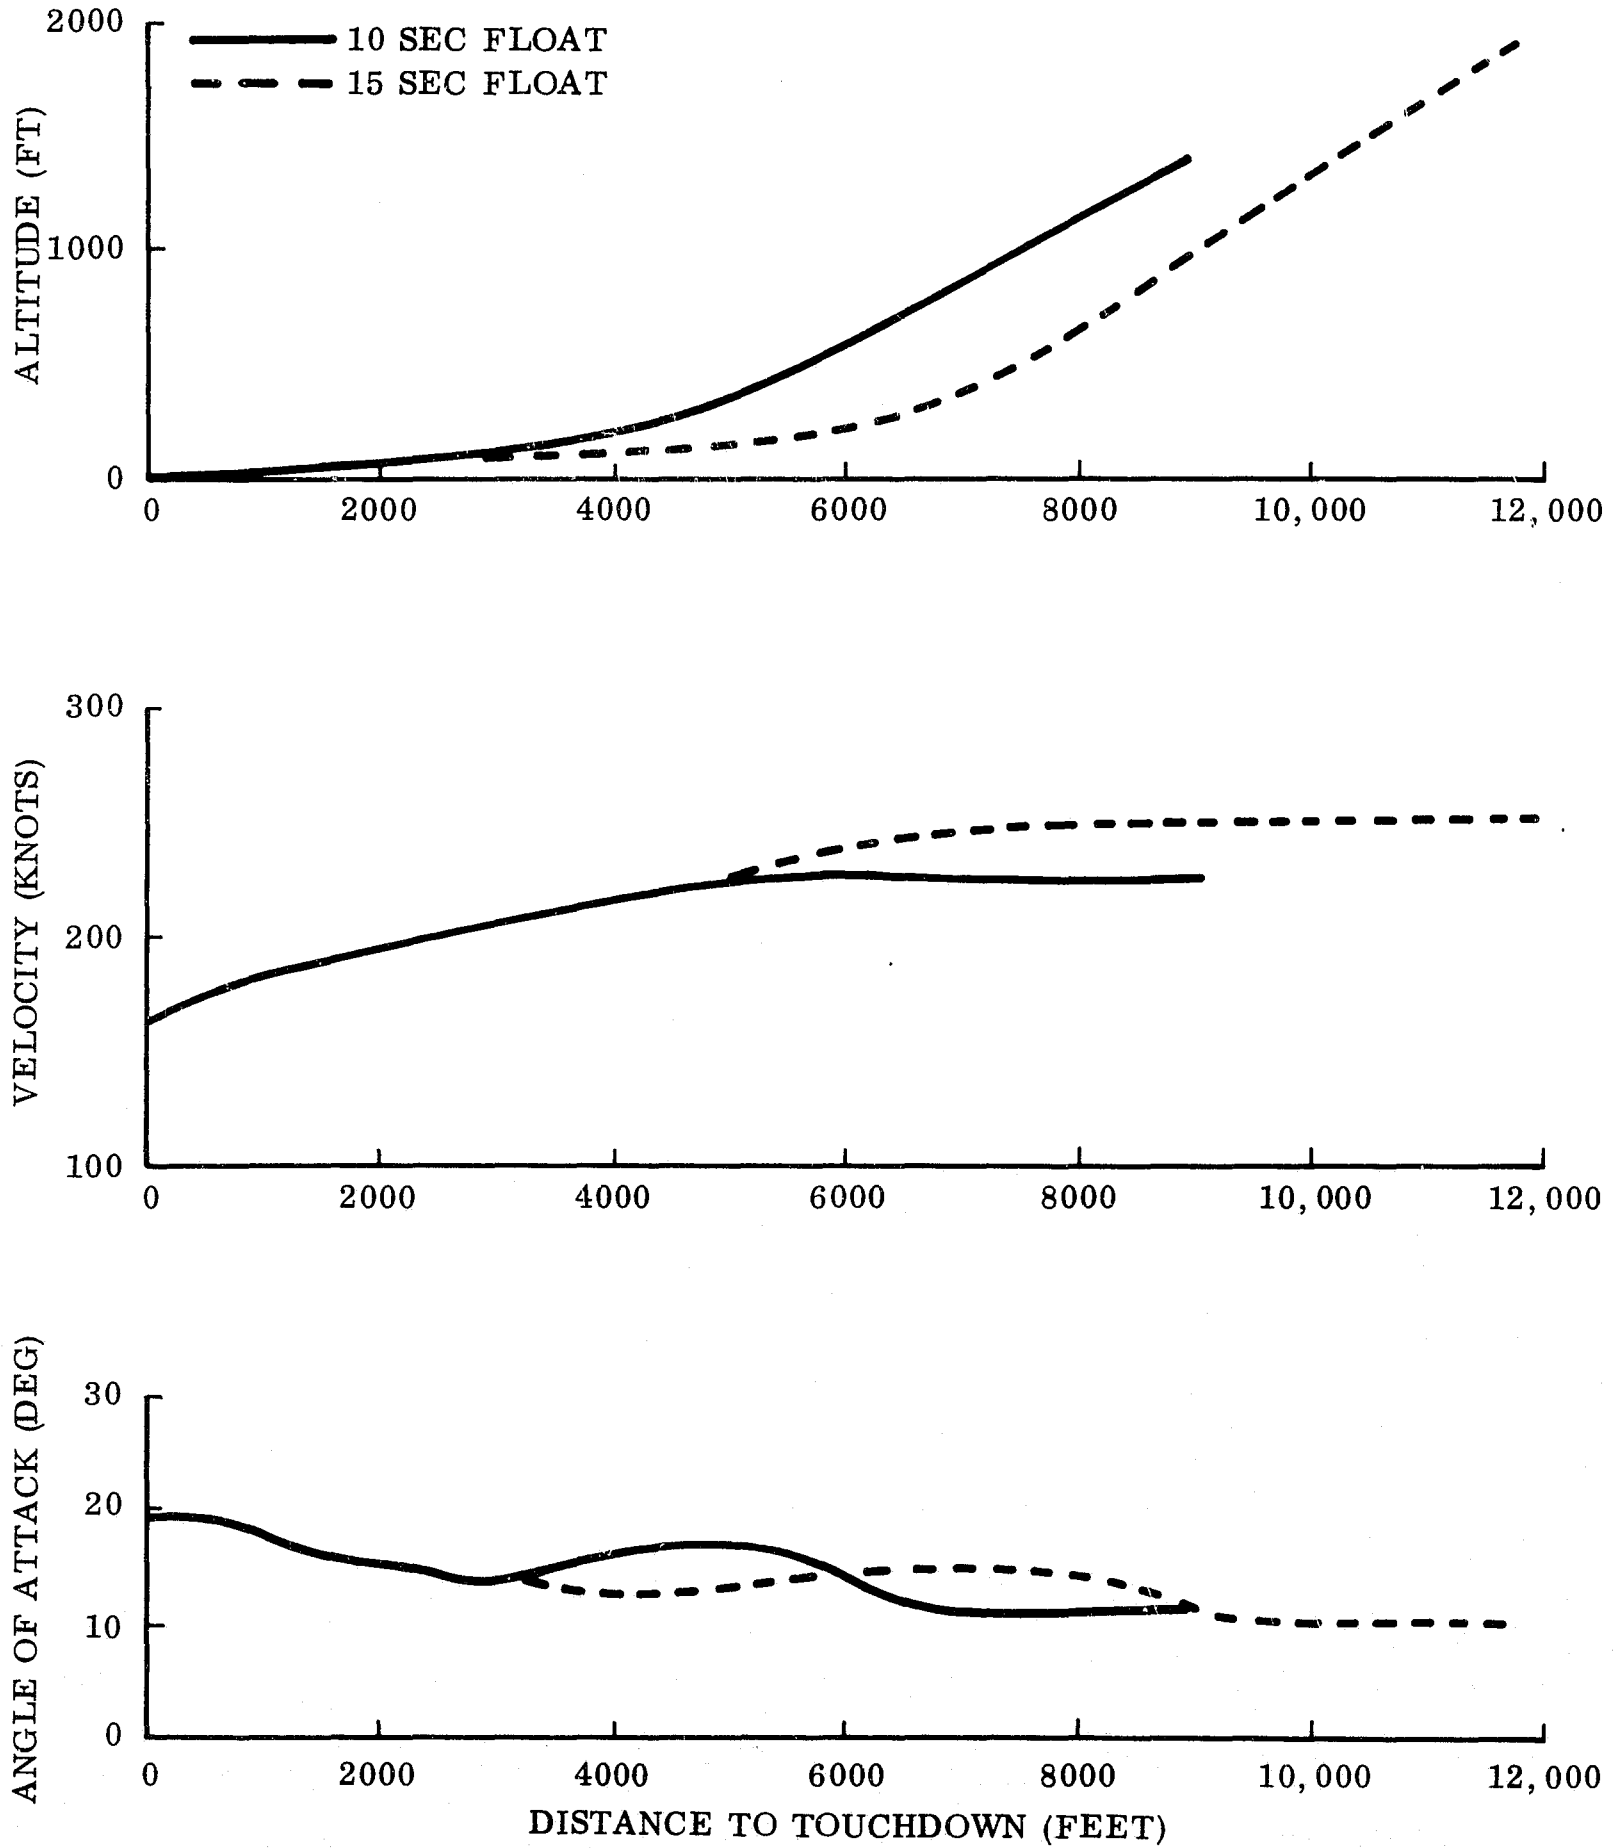 2000
10 SEC FLOAT
15 SEC FLOAT
ALTITUDE (FT)
1000
0
0 2000 4000 6000 8000 10,000 12,000
300
VELOCITY (KNOTS)
200
100
0 2000 4000 6000 8000 10,000 12,000
30
ANGLE OF ATTACK (DEG)
20
10
0
0 2000 4000 6000 8000 10,000 12,000
DISTANCE TO TOUCHDOWN (FEET)